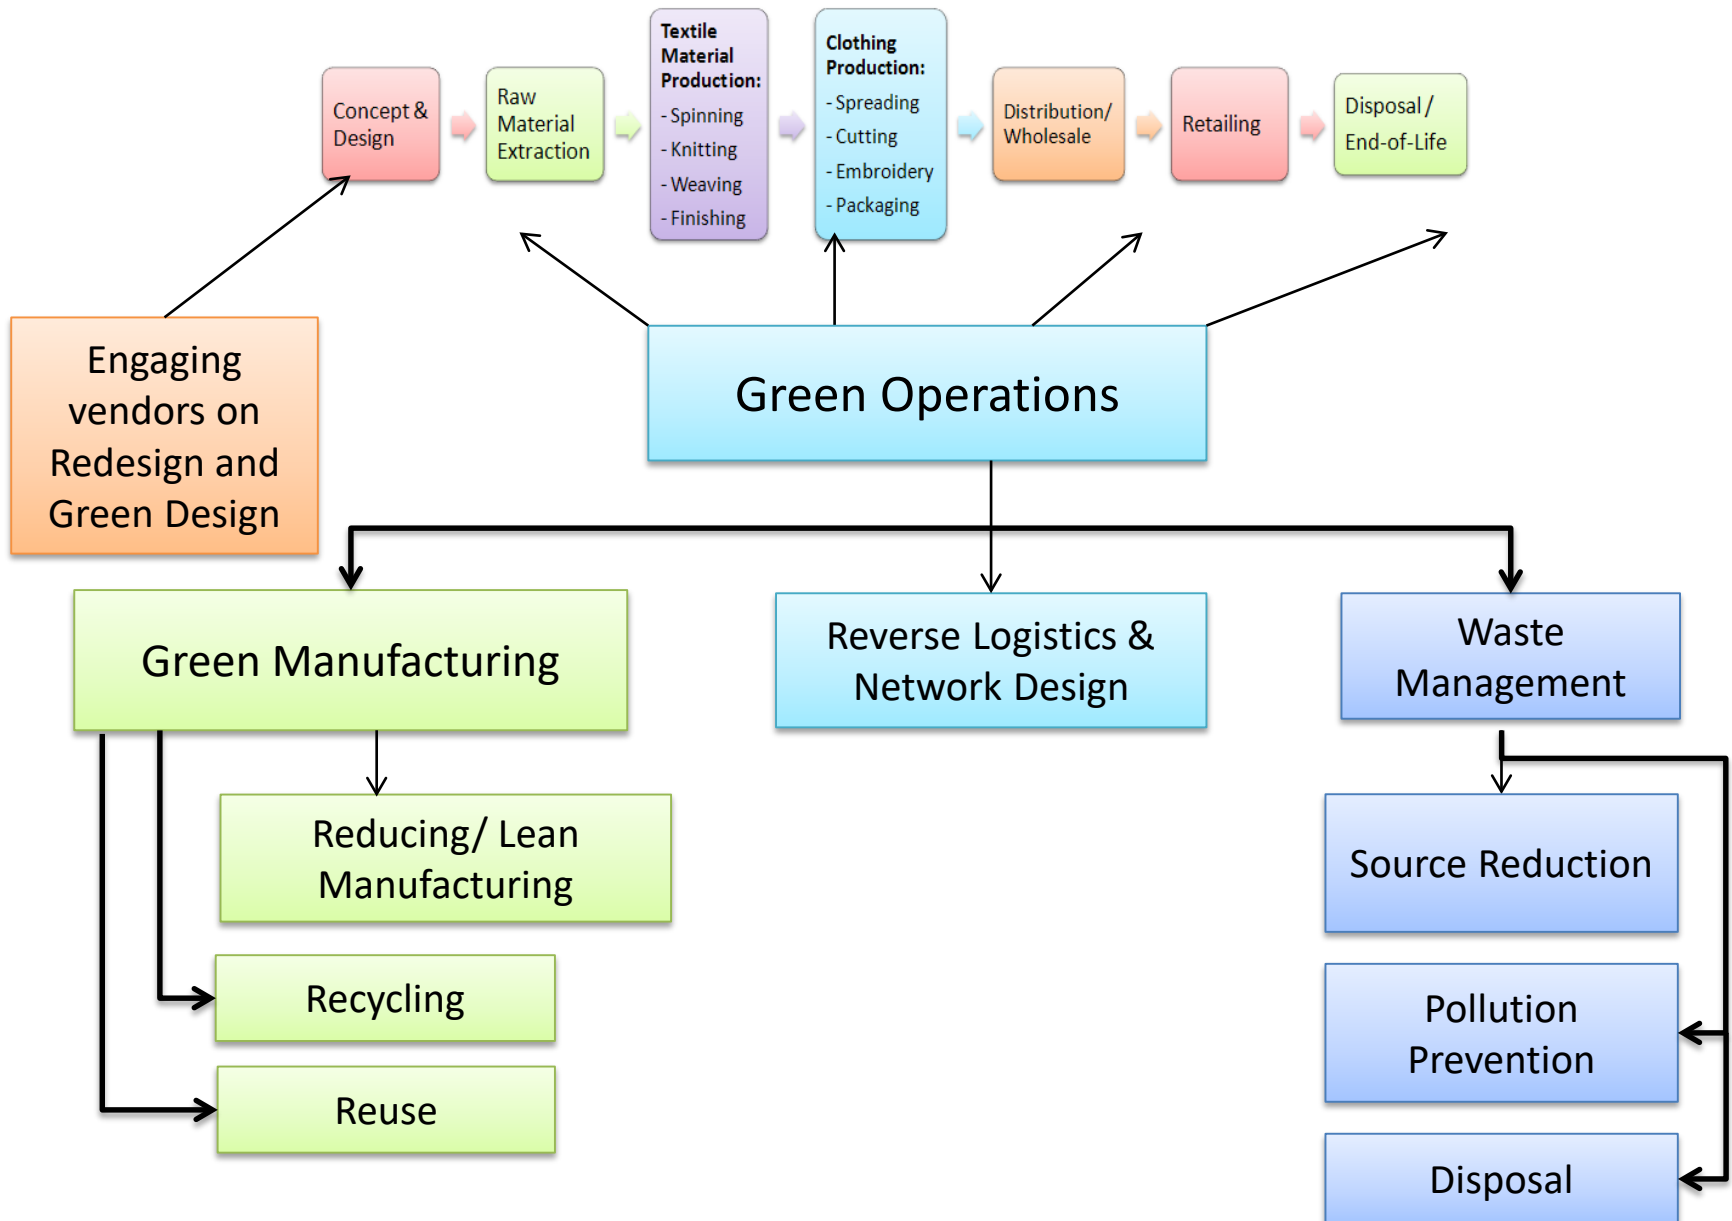 Concept &
Design
Raw
Material
Extraction
Textile
Material
Production:
- Spinning
- Knitting
- Weaving
- Finishing
Clothing
Production:
- Spreading
- Cutting
- Embroidery
- Packaging
Distribution/
Wholesale
Retailing
Disposal /
End-of-Life
Engaging
vendors on
Redesign and
Green Design
Green Operations
Green Manufacturing
Reverse Logistics &
Network Design
Waste
Management
Reducing/ Lean
Manufacturing
Recycling
Reuse
Source Reduction
Pollution
Prevention
Disposal